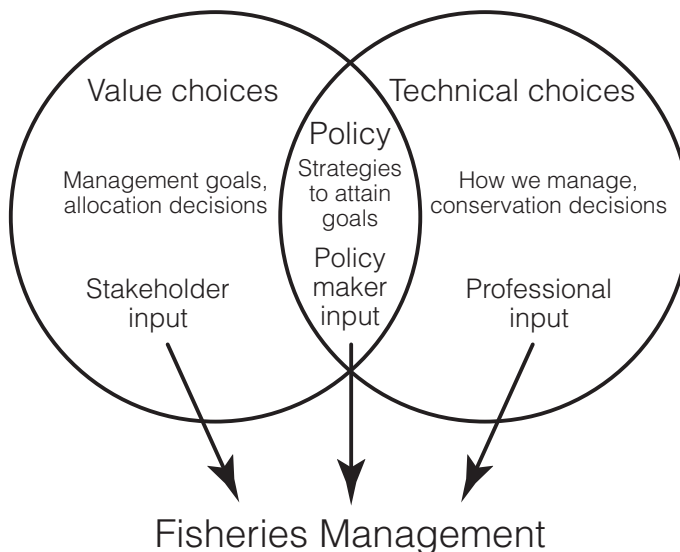 Value choices
Management goals,
allocation decisions
Stakeholder
input
Policy
Strategies
to attain
goals
Policy
maker
input
Technical choices
How we manage,
conservation decisions
Professional
input
Fisheries Management